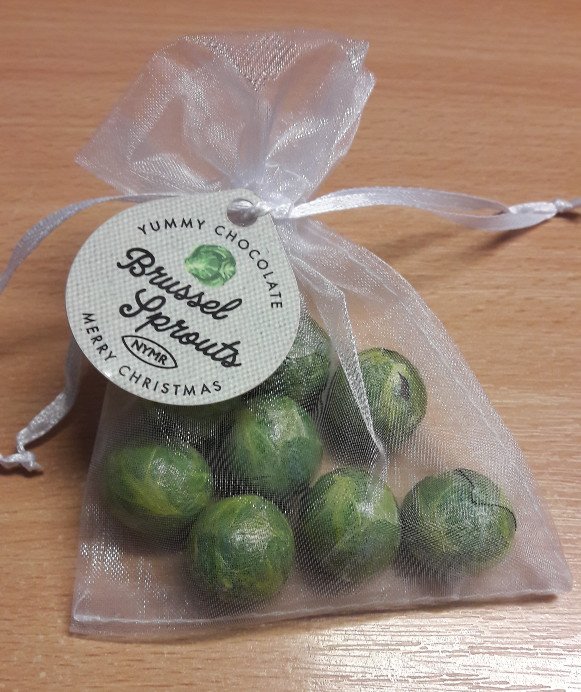 YUMMY CHOCOLATE
Brussel
Sprouts
NYMR
MERRY CHRISTMAS